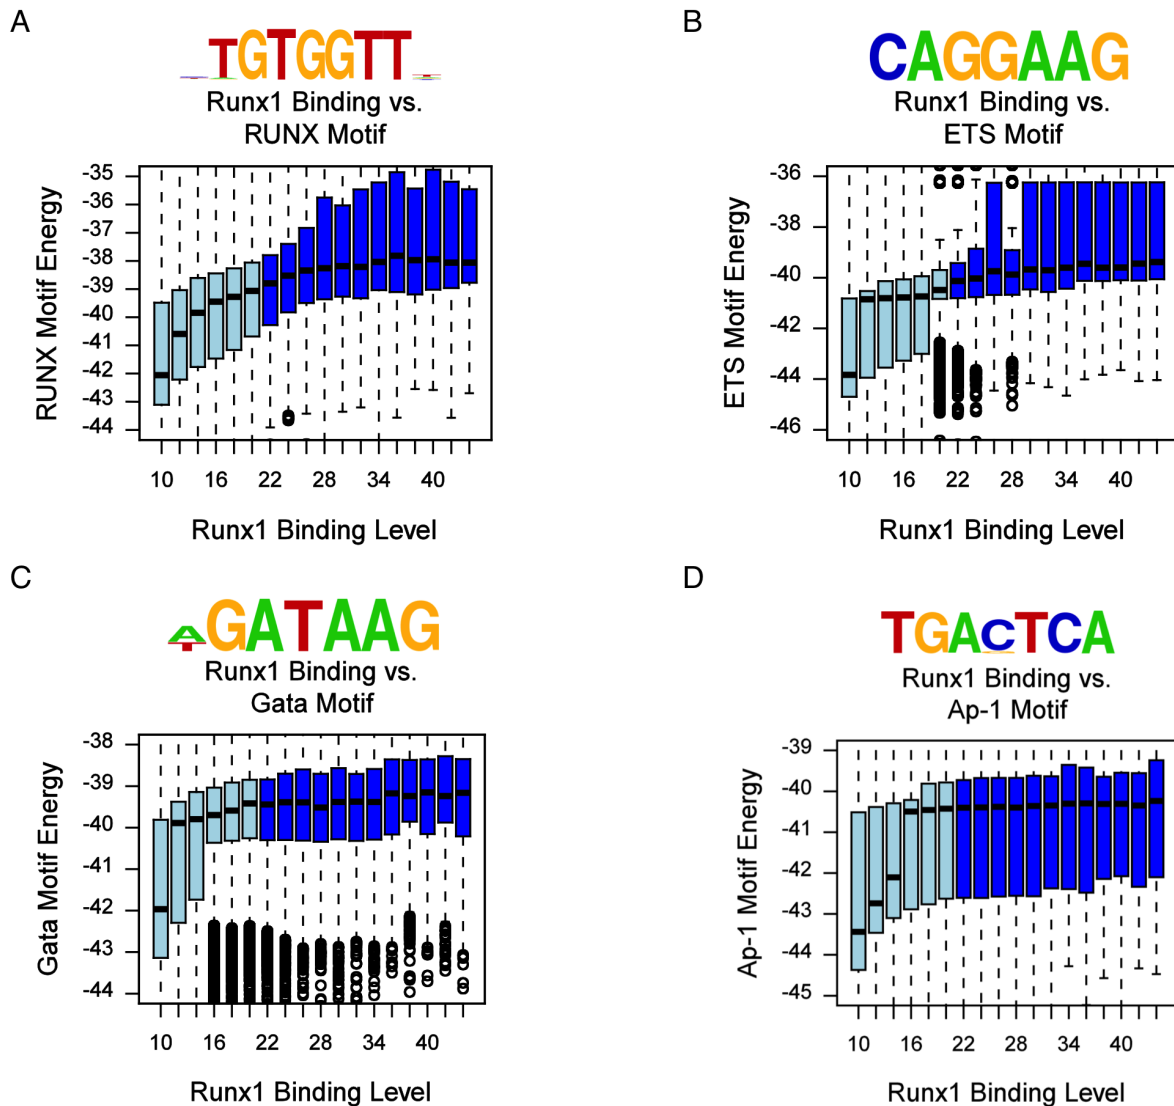 A
TGTGGTT
Runx1 Binding vs.
RUNX Motif
RUNX Motif Energy
-35
-36
-37
-38
-39
-40
-41
-42
-43
-44
10 16 22 28 34 40
Runx1 Binding Level
B
CAGGAAG
Runx1 Binding vs.
ETS Motif
ETS Motif Energy
-36
-38
-40
-42
-44
-46
10 16 22 28 34 40
Runx1 Binding Level
C
AGATAAG
T
Runx1 Binding vs.
Gata Motif
Gata Motif Energy
-38
-39
-40
-41
-42
-43
-44
10 16 22 28 34 40
Runx1 Binding Level
D
TGACTCA
Runx1 Binding vs.
Ap-1 Motif
Ap-1 Motif Energy
-39
-40
-41
-42
-43
-44
-45
10 16 22 28 34 40
Runx1 Binding Level